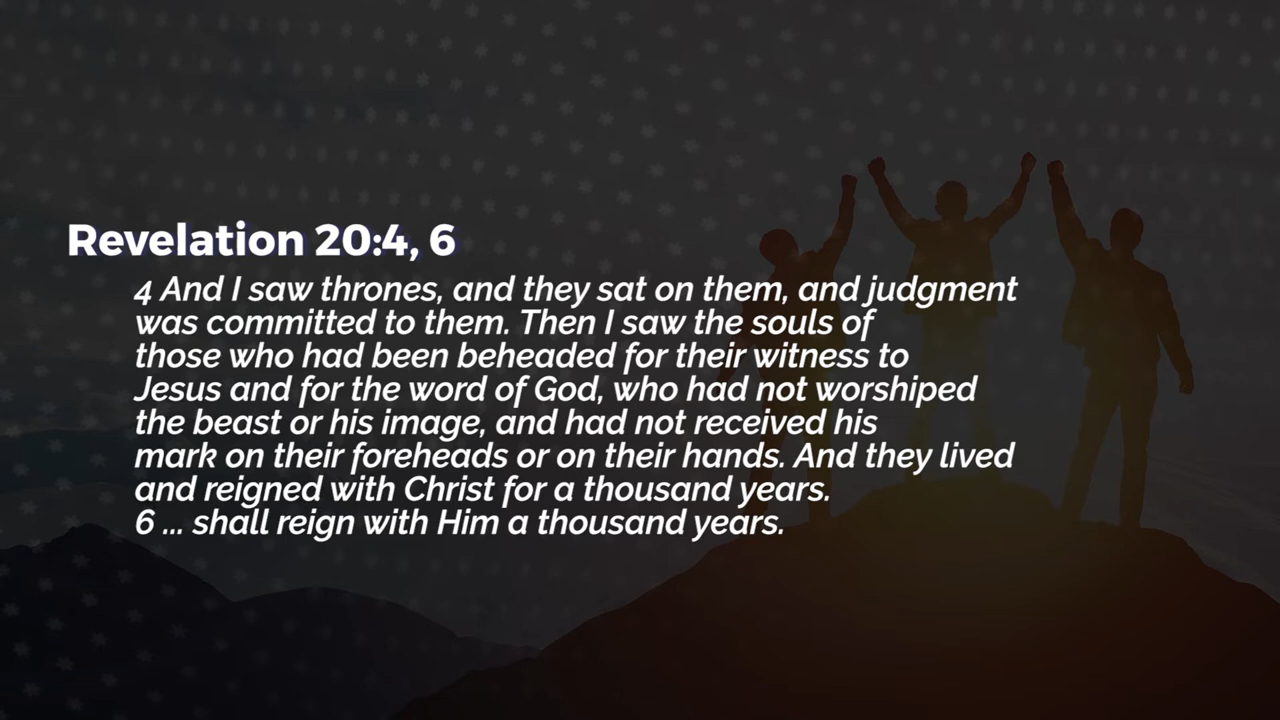 Revelation 20:4, 6
4 And I saw thrones, and they sat on them, and judgment
was committed to them. Then I saw the souls of
those who had been beheaded for their witness to
Jesus and for the word of God, who had not worshiped
the beast or his image, and had not received his
mark on their foreheads or on their hands. And they lived
and reigned with Christ for a thousand years.
6 ... shall reign with Him a thousand years.